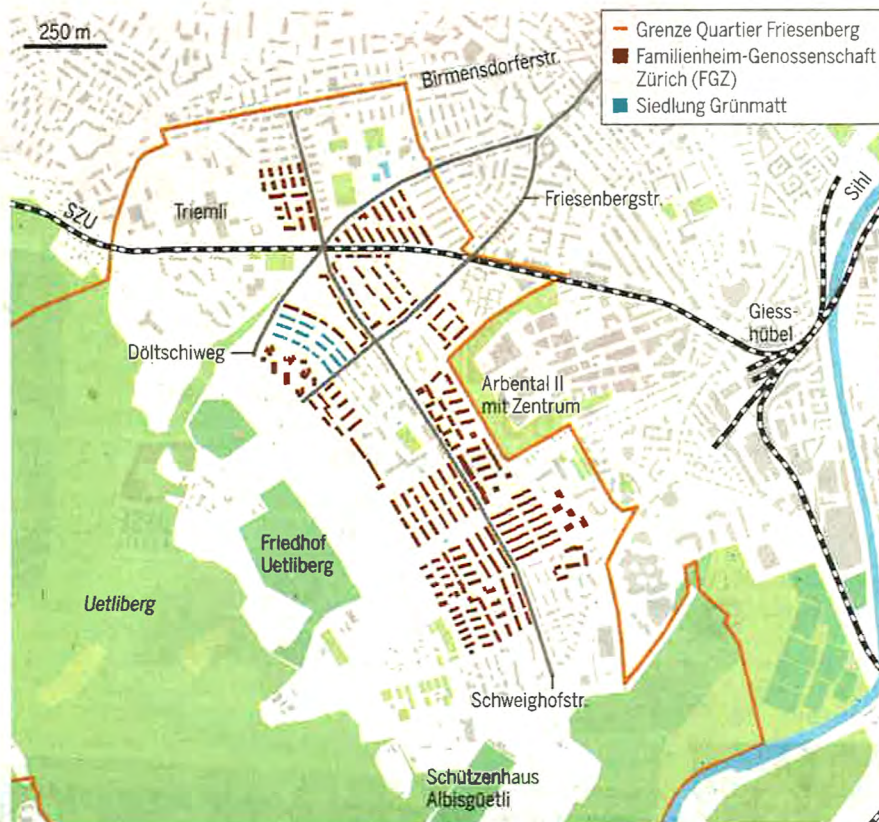 250 m
Grenze Quartier Friesenberg
Familienheim-Genossenschaft
Zürich (FGZ)
Siedlung Grünmatt
Birmensdorferstr.
Sihl
Friesenbergstr.
Triemli
SZU
Giess-
hübel
Döltschiweg
Arbental II
mit Zentrum
Friedhof
Uetliberg
Uetliberg
Schweighofstr.
Schützenhaus
Albisgüetli